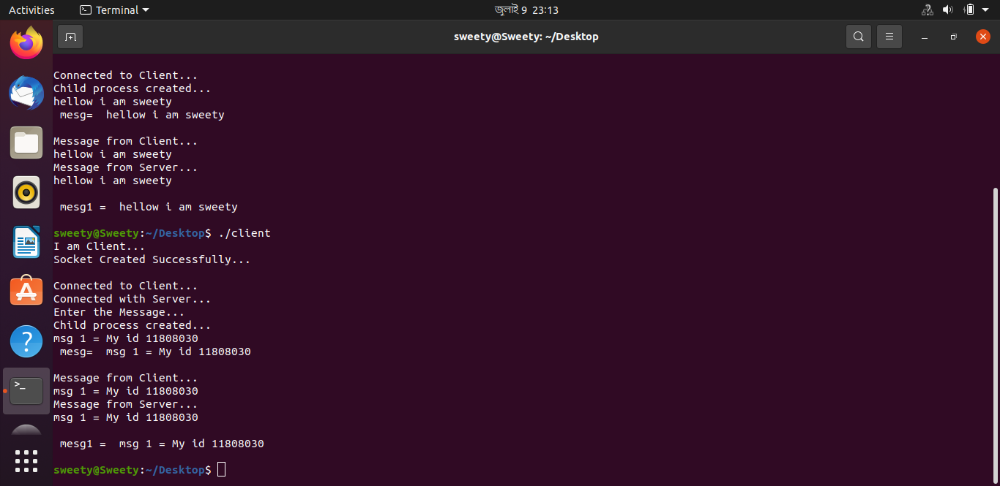 Activities Terminal জুলাই 9 23:13
sweety@Sweety: ~/Desktop
Connected to Client...
Child process created...
hellow i am sweety
mesg=  hellow i am sweety
Message from Client...
hellow i am sweety
Message from Server...
hellow i am sweety
mesg1 =  hellow i am sweety
sweety@Sweety:~/Desktop$ ./client
I am Client...
Socket Created Successfully...
Connected to Client...
Connected with Server...
Enter the Message...
Child process created...
msg 1 = My id 11808030
mesg=  msg 1 = My id 11808030
Message from Client...
msg 1 = My id 11808030
Message from Server...
msg 1 = My id 11808030
mesg1 =  msg 1 = My id 11808030
sweety@Sweety:~/Desktop$